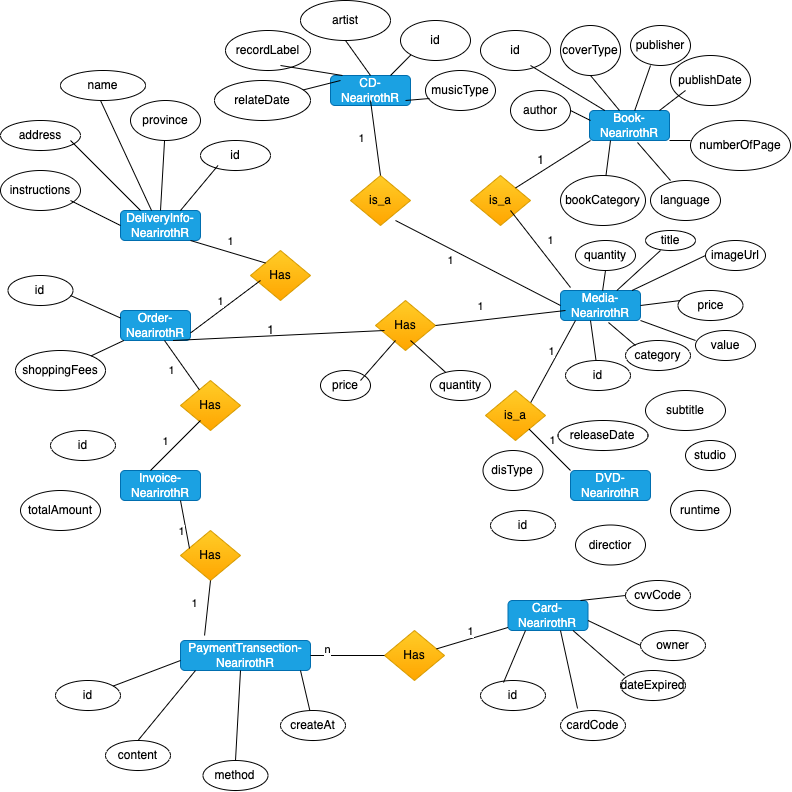 artist
recordLabel
id
CD-
NearirothR
relateDate
musicType
id
coverType
publisher
publishDate
author
Book-
NearirothR
numberOfPage
bookCategory
language
name
province
address
id
instructions
DeliveryInfo-
NearirothR
1
is_a
1
is_a
1
1
1
Has
quantity
title
imageUrl
id
1
Media-
NearirothR
price
Order-
NearirothR
1
Has
1
value
shoppingFees
1
price
quantity
category
id
1
Has
is_a
1
subtitle
releaseDate
id
1
studio
disType
Invoice-
NearirothR
DVD-
NearirothR
totalAmount
runtime
id
1
directior
Has
1
cvvCode
Card-
NearirothR
owner
PaymentTransection-
NearirothR
n
Has
1
id
dateExpired
id
createAt
cardCode
content
method